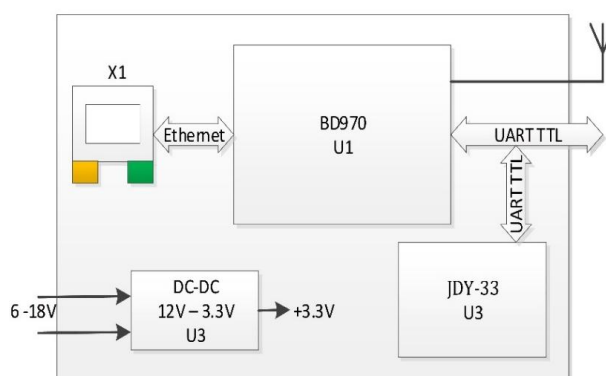 X1
Ethernet
BD970
U1
UART TTL
UART TTL
JDY-33
U3
6 -18V
DC-DC
12V – 3.3V
U3
+3.3V